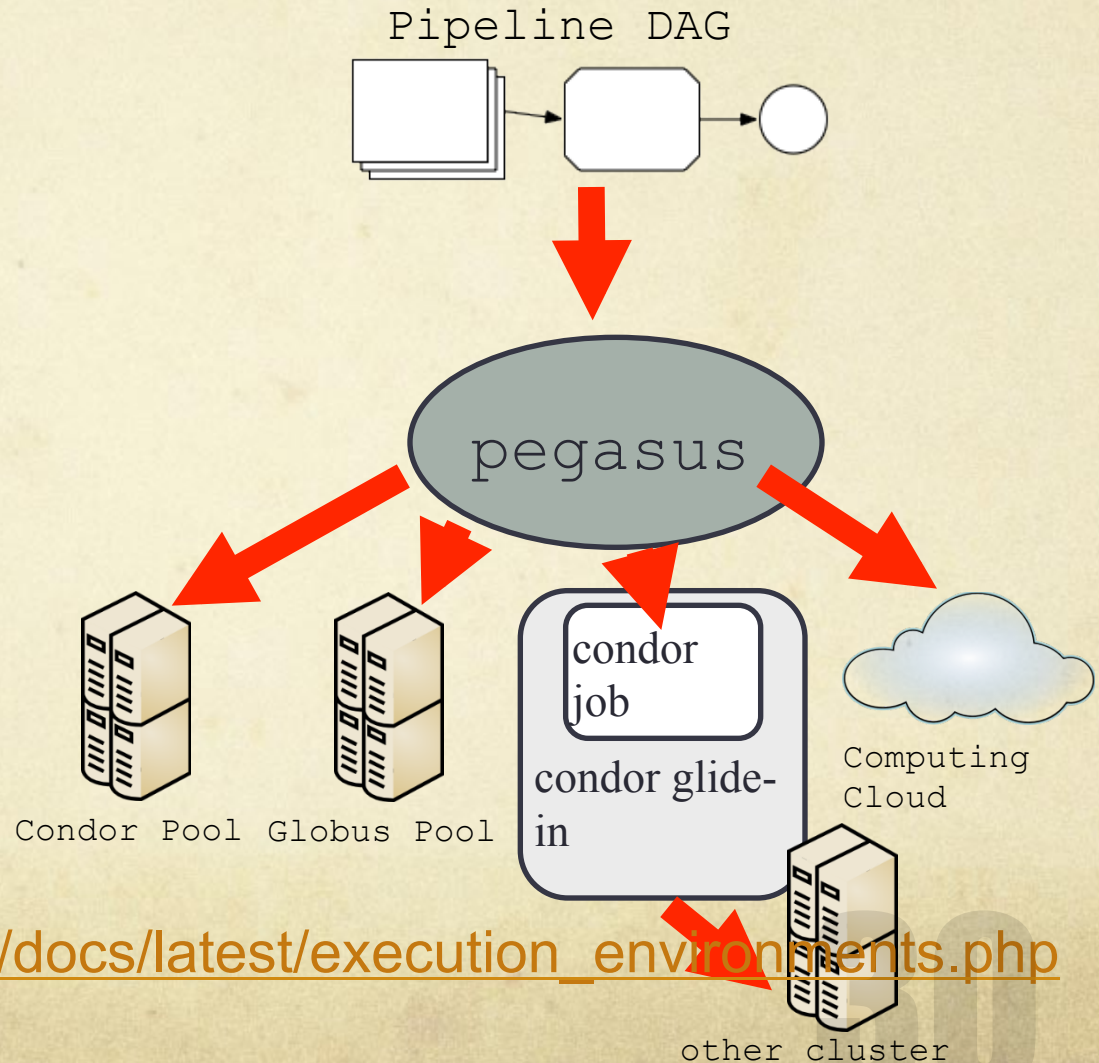 Pipeline DAG
pegasus
condor
job
condor glide-
in
Computing
Cloud
Condor Pool
Globus Pool
/docs/latest/execution_environments.php
30
other cluster